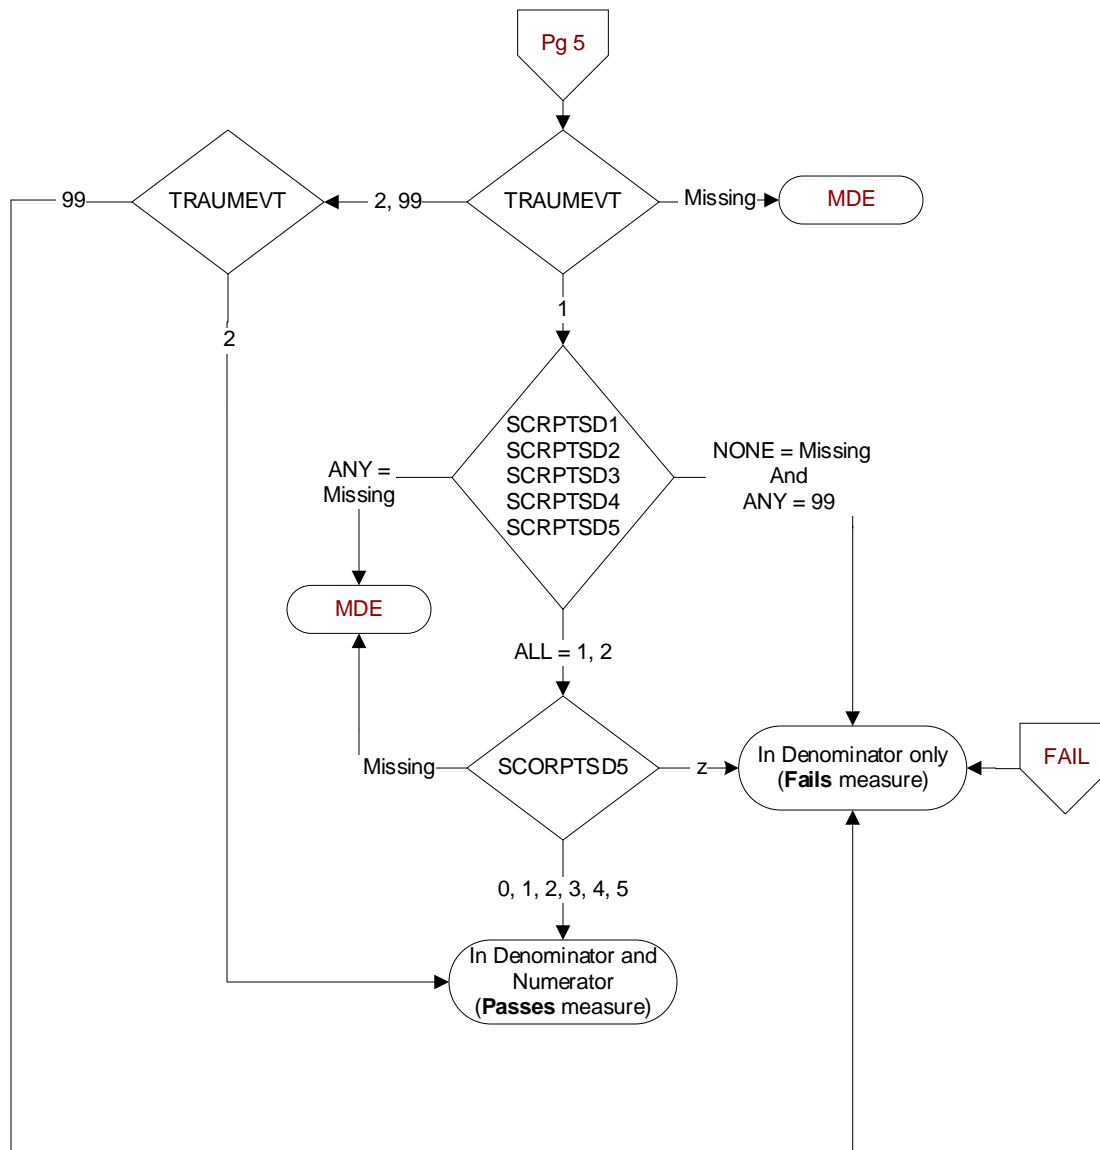 Pg 5
99
TRAUMEVT
2, 99
TRAUMEVT
Missing
MDE
1
2
SCRPTSD1
SCRPTSD2
SCRPTSD3
SCRPTSD4
SCRPTSD5
ANY =
Missing
NONE = Missing
And
ANY = 99
MDE
ALL = 1, 2
Missing
SCORPTSD5
z
In Denominator only
(Fails measure)
FAIL
0, 1, 2, 3, 4, 5
In Denominator and
Numerator
(Passes measure)